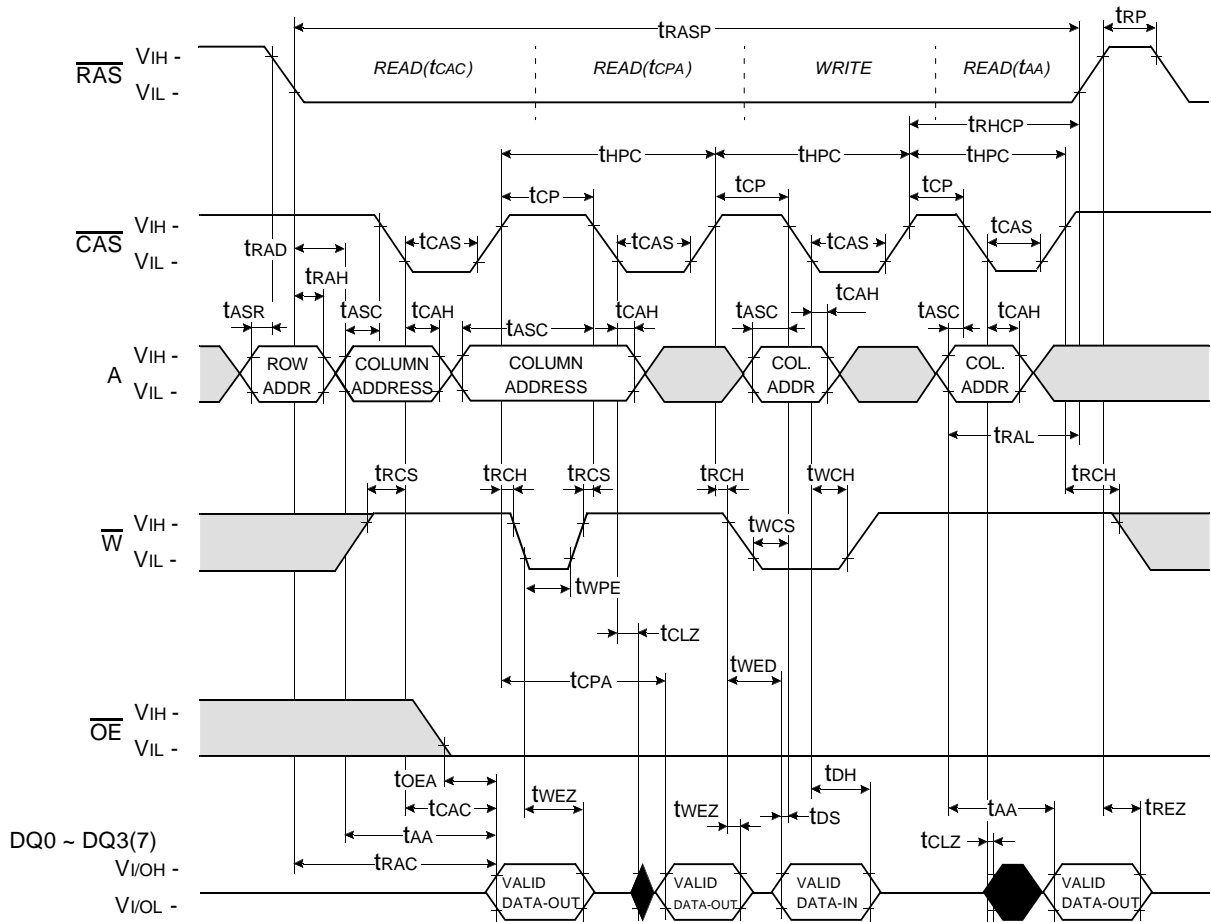 tRASP
tRP
RAS
VIH -
VIL -
READ(tCAC)
READ(tCPA)
WRITE
READ(tAA)
tRHCP
tHPC
tHPC
tHPC
tCP
tCP
tCP
CAS
VIH -
VIL -
tRAD
tCAS
tCAS
tCAS
tCAS
tRAH
tASR
tASC
tCAH
tASC
tCAH
tASC
tCAH
tASC
tCAH
A
VIH -
VIL -
ROW
ADDR
COLUMN
ADDRESS
COLUMN
ADDRESS
COL.
ADDR
COL.
ADDR
tRAL
tRCS
tRCH
tRCS
tRCH
tWCH
tRCH
W
VIH -
VIL -
tWCS
tWPE
tCLZ
tCPA
tWED
OE
VIH -
VIL -
tOEA
tCAC
tAA
tRAC
tWEZ
tWEZ
tDS
tDH
tCLZ
tAA
tREZ
DQ0 ~ DQ3(7)
VI/OH -
VI/OL -
VALID
DATA-OUT
VALID
DATA-OUT
VALID
DATA-IN
VALID
DATA-OUT